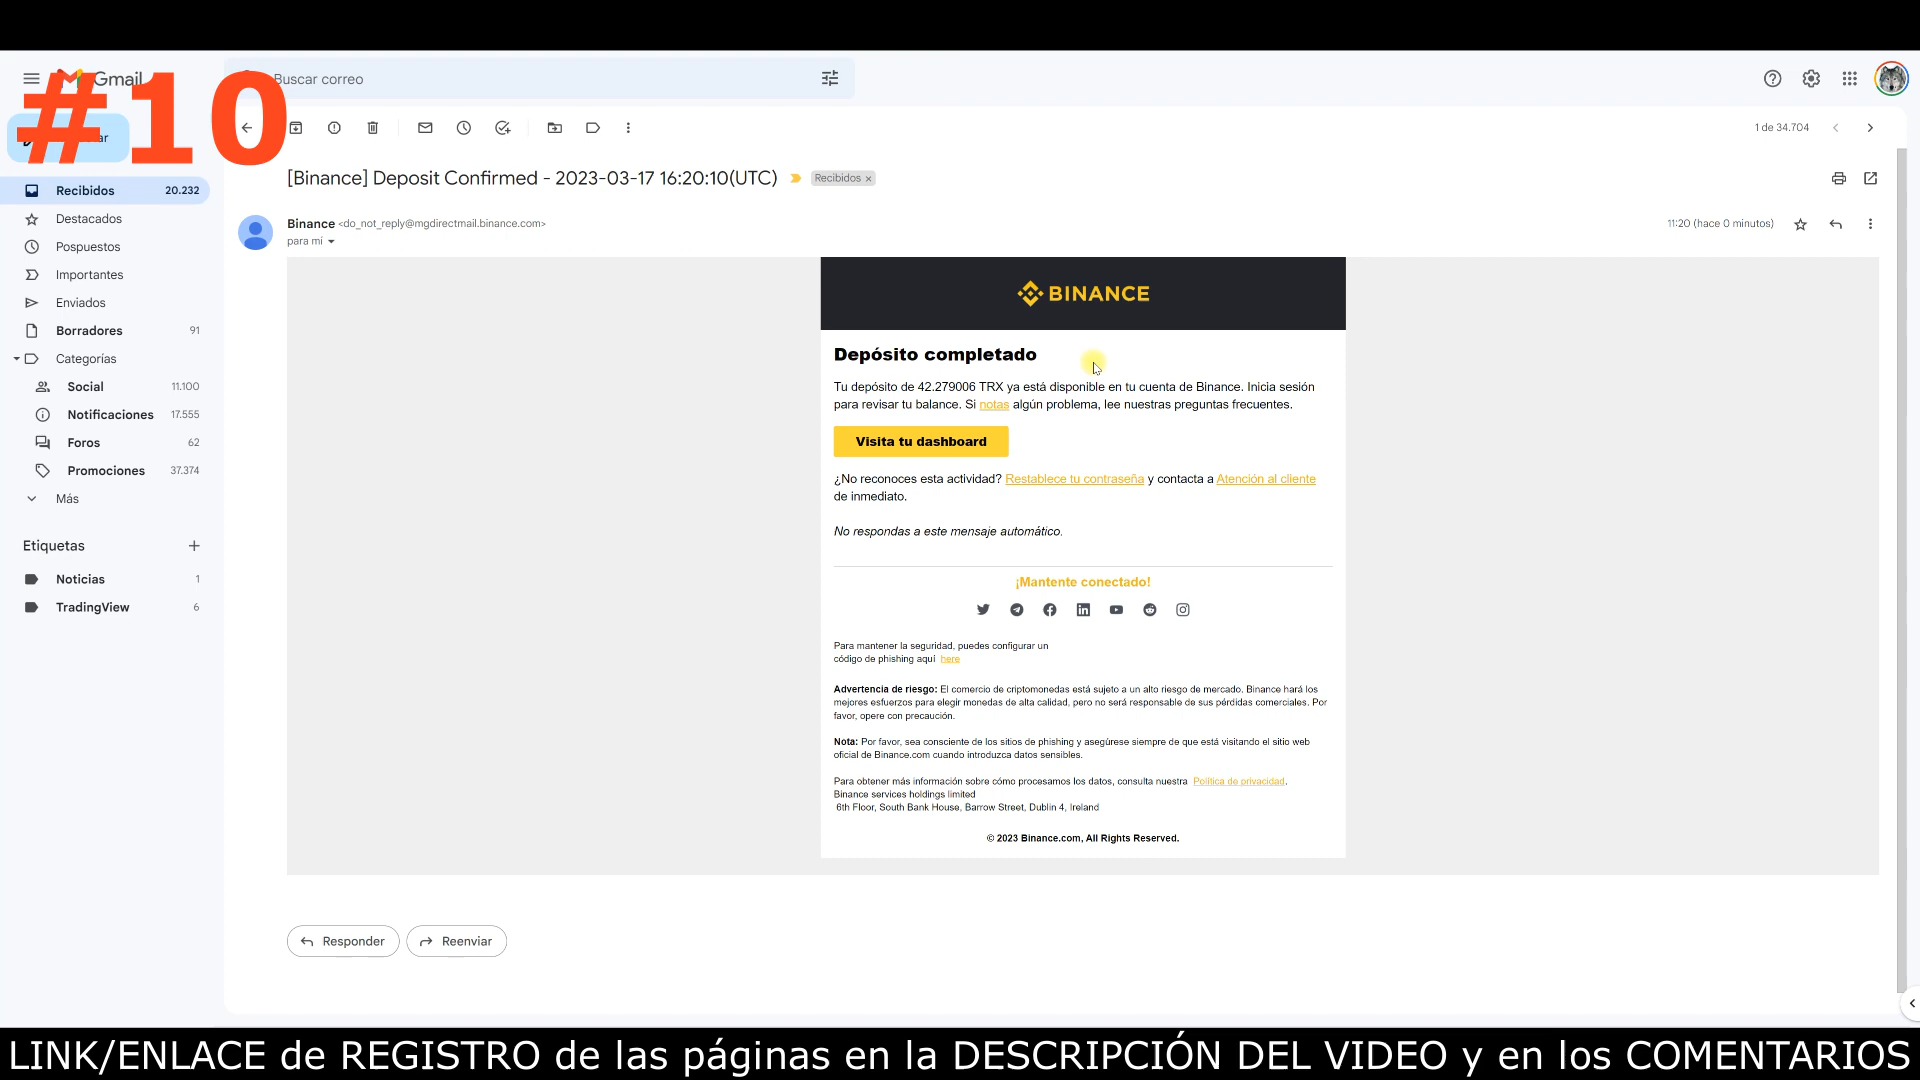 Gmail
#10
Buscar correo
1 de 34.704
[Binance] Deposit Confirmed - 2023-03-17 16:20:10(UTC)
Recibidos ×
Binance <do_not_reply@mgdirectmail.binance.com>
para mí
11:20 (hace 0 minutos)
Recibidos 20.232
Destacados
Pospuestos
Importantes
Enviados
Borradores 91
Categorías
Social 11.100
Notificaciones 17.555
Foros 62
Promociones 37.374
Más
Etiquetas
Noticias 1
TradingView 6
BINANCE
Depósito completado
Tu depósito de 42.279006 TRX ya está disponible en tu cuenta de Binance. Inicia sesión
para revisar tu balance. Si notas algún problema, lee nuestras preguntas frecuentes.
Visita tu dashboard
¿No reconoces esta actividad? Restablece tu contraseña y contacta a Atención al cliente
de inmediato.
No respondas a este mensaje automático.
¡Mantente conectado!
Para mantener la seguridad, puedes configurar un
código de phishing aquí here
Advertencia de riesgo: El comercio de criptomonedas está sujeto a un alto riesgo de mercado. Binance hará los
mejores esfuerzos para elegir monedas de alta calidad, pero no será responsable de sus pérdidas comerciales. Por
favor, opere con precaución.
Nota: Por favor, sea consciente de los sitios de phishing y asegúrese siempre de que está visitando el sitio web
oficial de Binance.com cuando introduzca datos sensibles.
Para obtener más información sobre cómo procesamos los datos, consulta nuestra Política de privacidad.
Binance services holdings limited
6th Floor, South Bank House, Barrow Street, Dublin 4, Ireland
© 2023 Binance.com, All Rights Reserved.
Responder
Reenviar
LINK/ENLACE de REGISTRO de las páginas en la DESCRIPCIÓN DEL VIDEO y en los COMENTARIOS